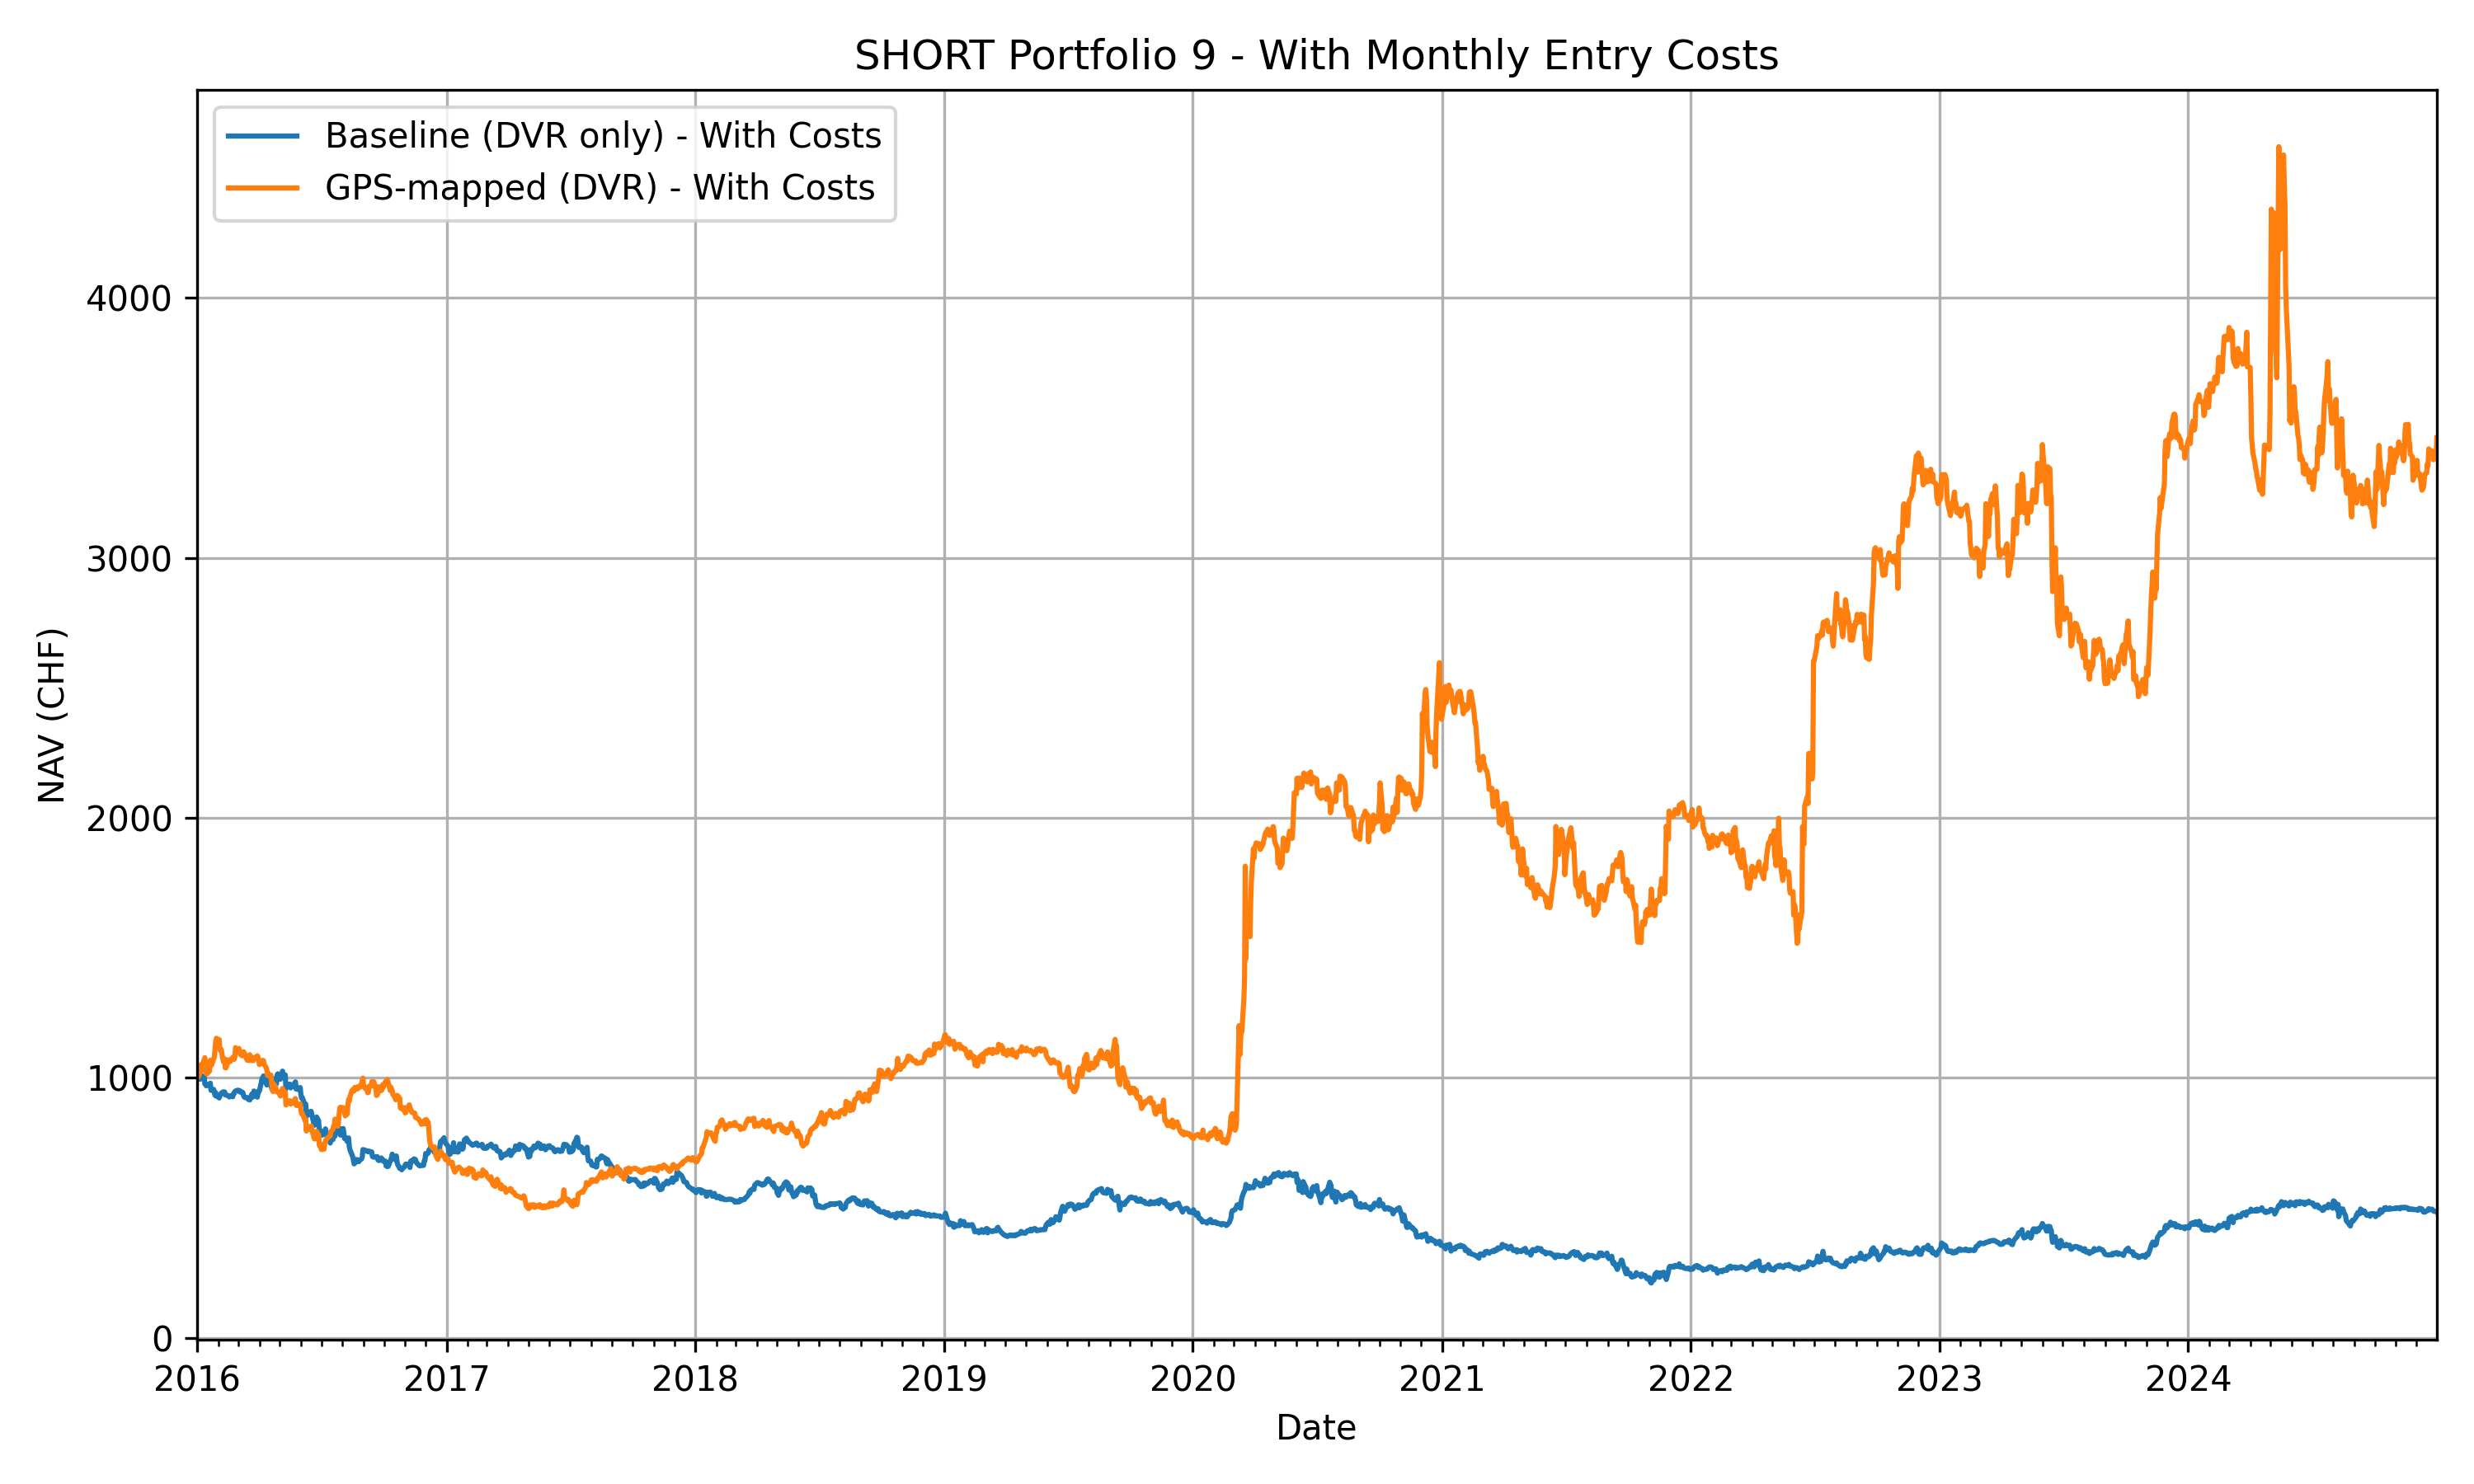 SHORT Portfolio 9 - With Monthly Entry Costs
Baseline (DVR only) - With Costs
GPS-mapped (DVR) - With Costs
4000
3000
2000
1000
0
NAV (CHF)
2016 2017 2018 2019 2020 2021 2022 2023 2024
Date